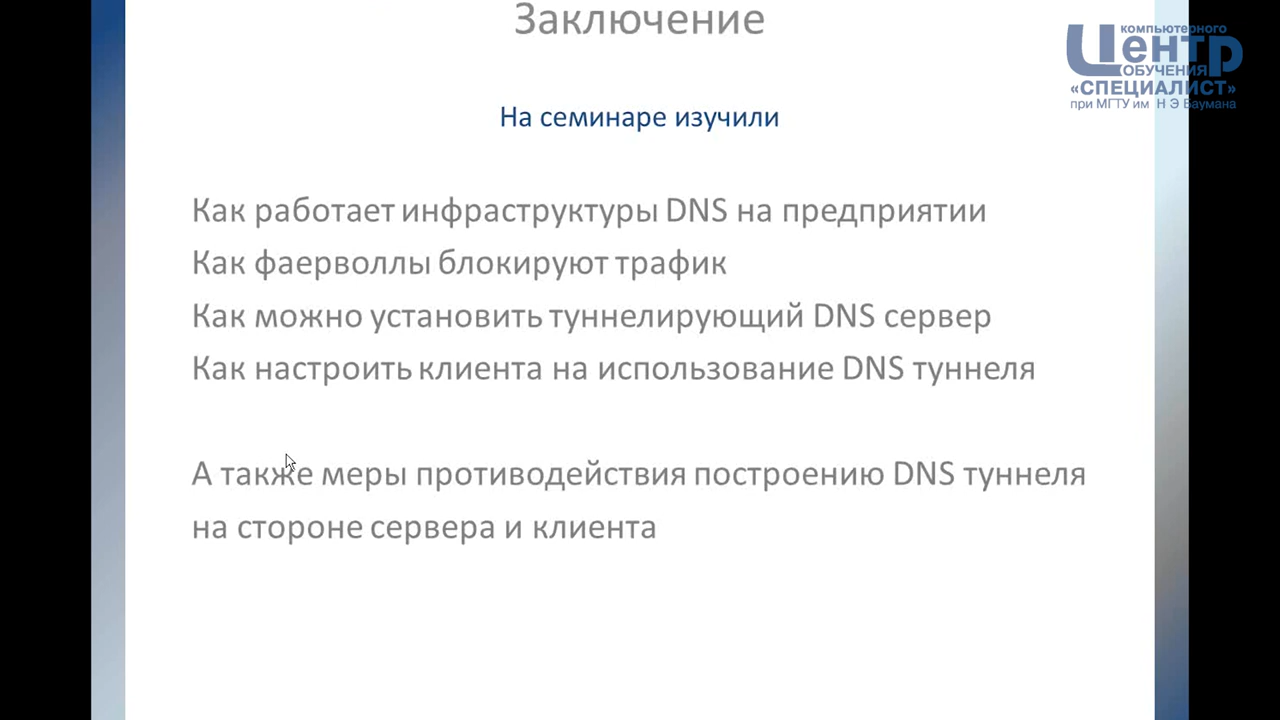 Заключение
компьютерного
Центр
ОБУЧЕНИЯ
«СПЕЦИАЛИСТ»
при МГТУ им Н Э Баумана
На семинаре изучили
Как работает инфраструктуры DNS на предприятии
Как фаерволлы блокируют трафик
Как можно установить туннелирующий DNS сервер
Как настроить клиента на использование DNS туннеля
А также меры противодействия построению DNS туннеля
на стороне сервера и клиента